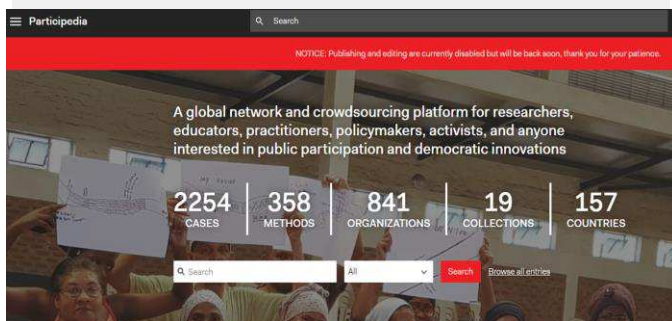 Participedia
Search
NOTICE: Publishing and editing are currently disabled but will be back soon, thank you for your patience.
A global network and crowdsourcing platform for researchers,
educators, practitioners, policymakers, activists, and anyone
interested in public participation and democratic innovations
2254 358 841 19 157
CASES METHODS ORGANIZATIONS COLLECTIONS COUNTRIES
Search All Search Browse all entries